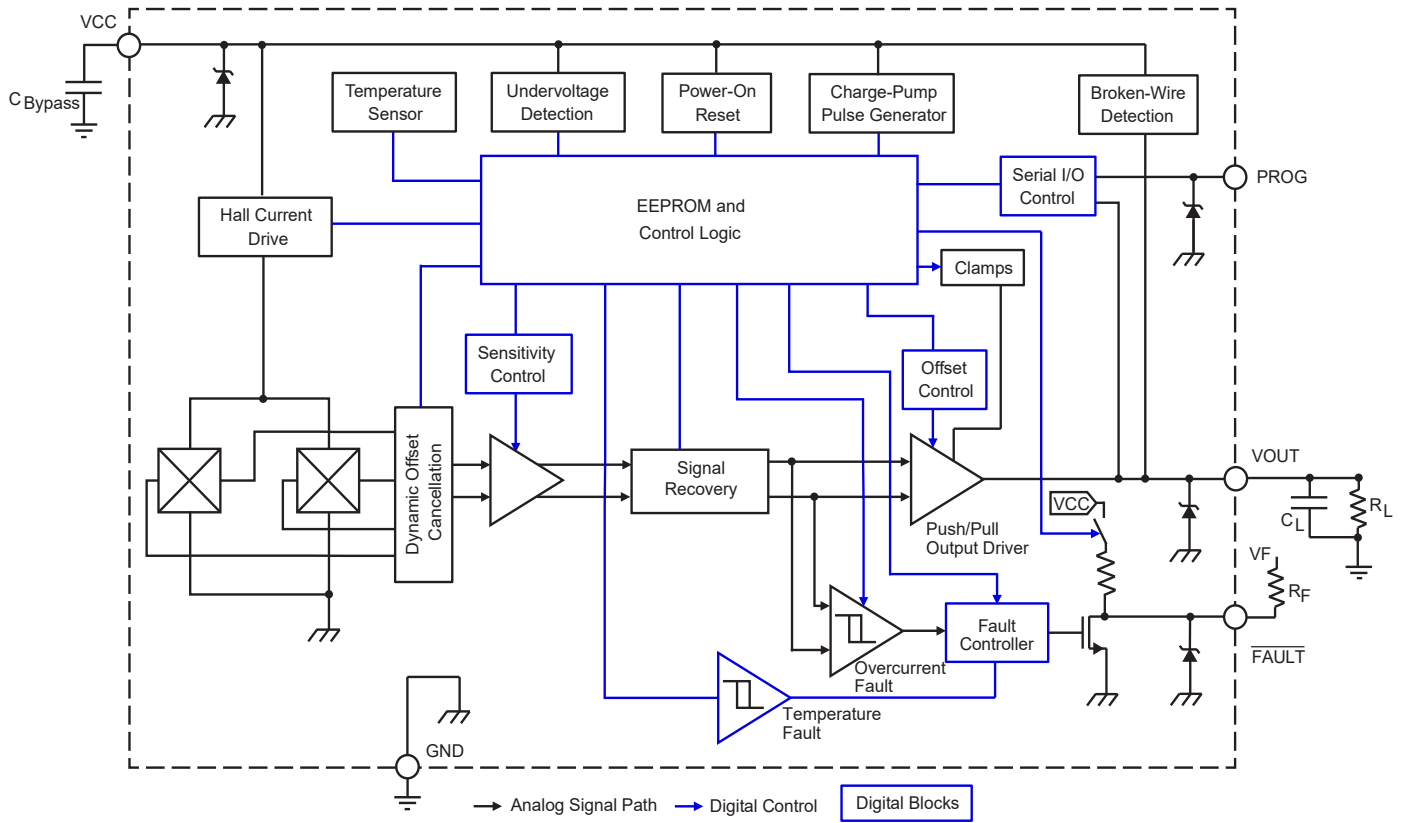 VCC
C Bypass
Temperature
Sensor
Undervoltage
Detection
Power-On
Reset
Charge-Pump
Pulse Generator
Broken-Wire
Detection
EEPROM and
Control Logic
Serial I/O
Control
PROG
Hall Current
Drive
Clamps
Sensitivity
Control
Offset
Control
Dynamic Offset
Cancellation
Signal
Recovery
Push/Pull
Output Driver
VCC
VOUT
CL
RL
VF
RF
FAULT
Fault
Controller
Overcurrent
Fault
Temperature
Fault
GND
Analog Signal Path
Digital Control
Digital Blocks